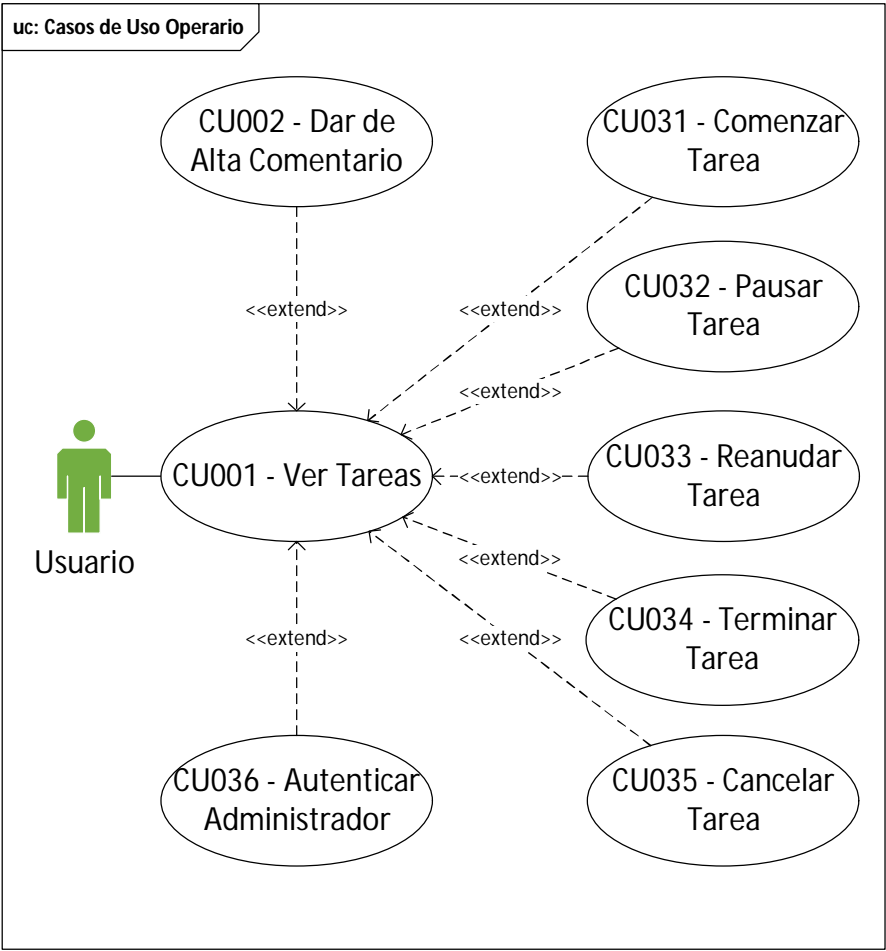 uc: Casos de Uso Operario
CU002 - Dar de
Alta Comentario
CU031 - Comenzar
Tarea
CU032 - Pausar
Tarea
<<extend>>
<<extend>>
<<extend>>
CU001 - Ver Tareas
<<extend>>
CU033 - Reanudar
Tarea
Usuario
<<extend>>
CU034 - Terminar
Tarea
<<extend>>
<<extend>>
CU036 - Autenticar
Administrador
CU035 - Cancelar
Tarea